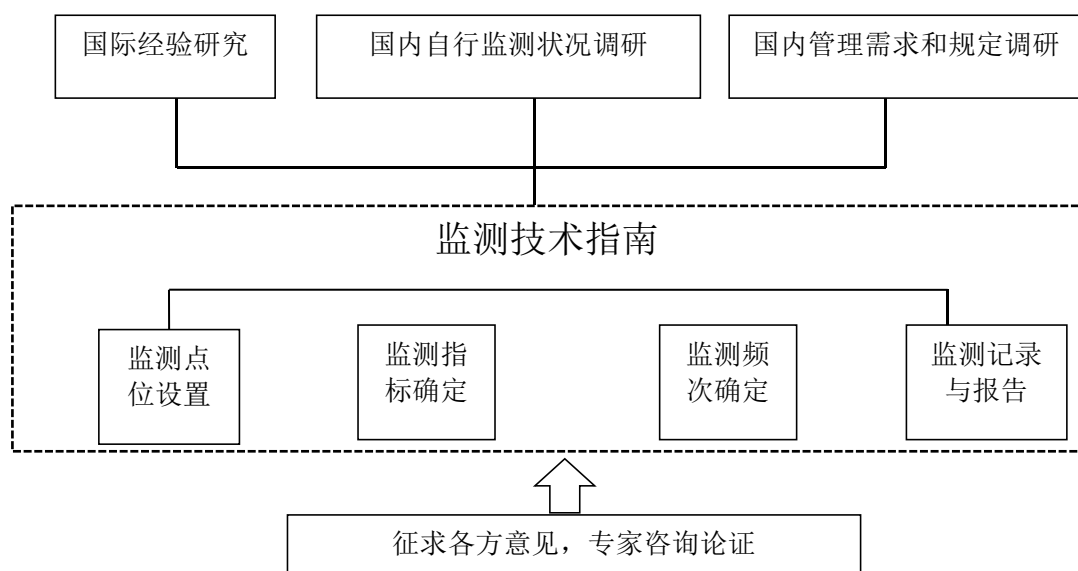 国际经验研究
国内自行监测状况调研
国内管理需求和规定调研
监测技术指南
监测点
位设置
监测指
标确定
监测频
次确定
监测记录
与报告
征求各方意见，专家咨询论证